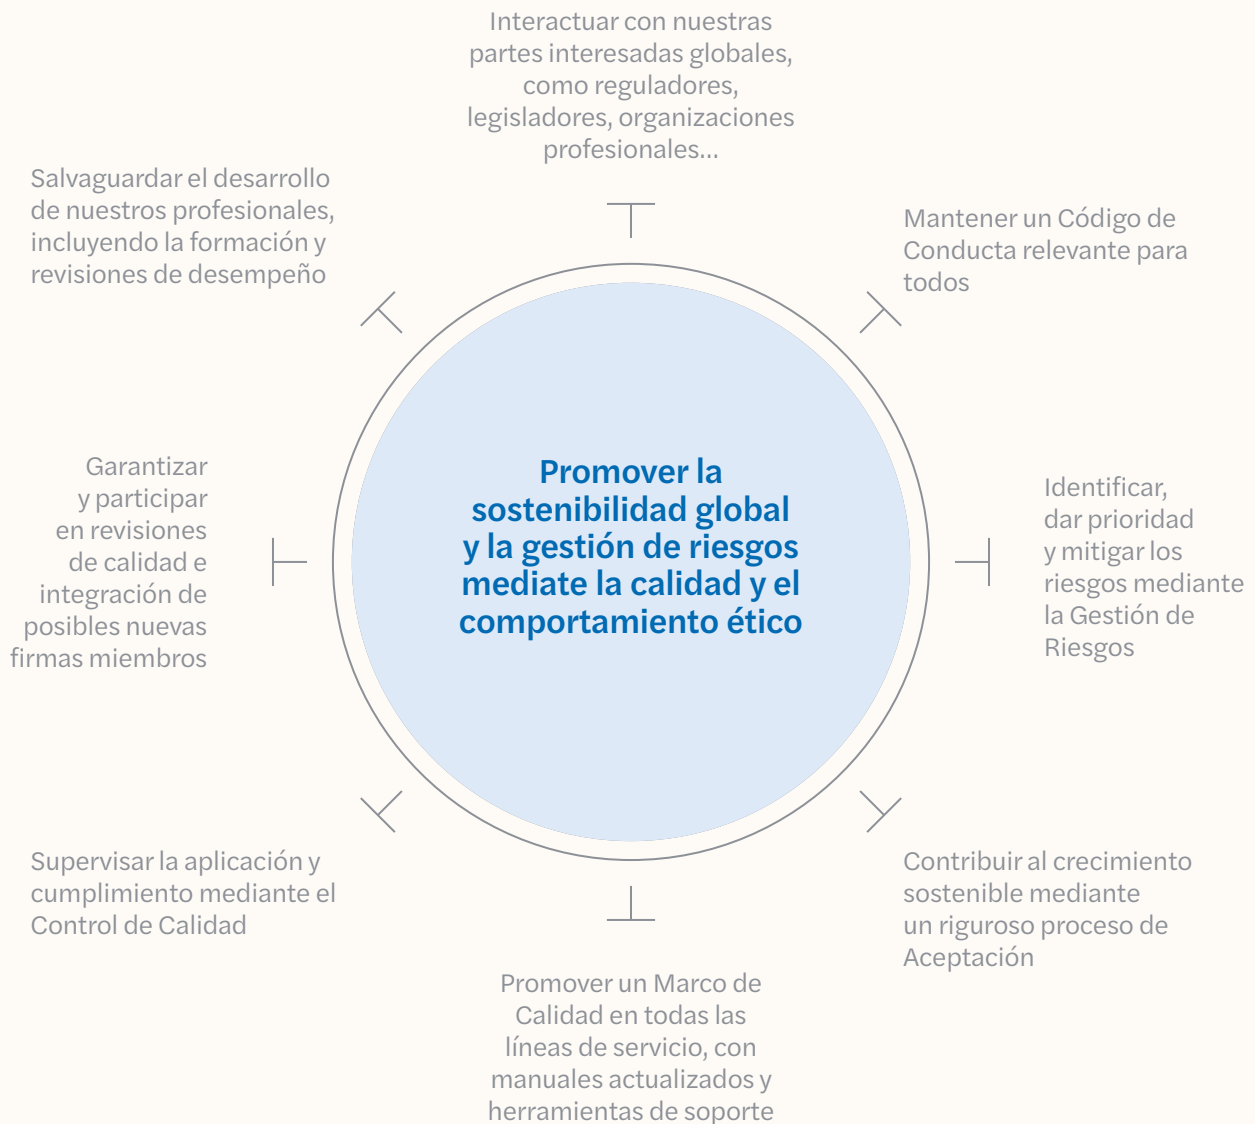 Interactuar con nuestras
partes interesadas globales,
como reguladores,
legisladores, organizaciones
profesionales...
Salvaguardar el desarrollo
de nuestros profesionales,
incluyendo la formación y
revisiones de desempeño
Mantener un Código de
Conducta relevante para
todos
Garantizar
y participar
en revisiones
de calidad e
integración de
posibles nuevas
firmas miembros
Promover la
sostenibilidad global
y la gestión de riesgos
mediate la calidad y el
comportamiento ético
Identificar,
dar prioridad
y mitigar los
riesgos mediante
la Gestión de
Riesgos
Supervisar la aplicación y
cumplimiento mediante el
Control de Calidad
Contribuir al crecimiento
sostenible mediante
un riguroso proceso de
Aceptación
Promover un Marco de
Calidad en todas las
líneas de servicio, con
manuales actualizados y
herramientas de soporte